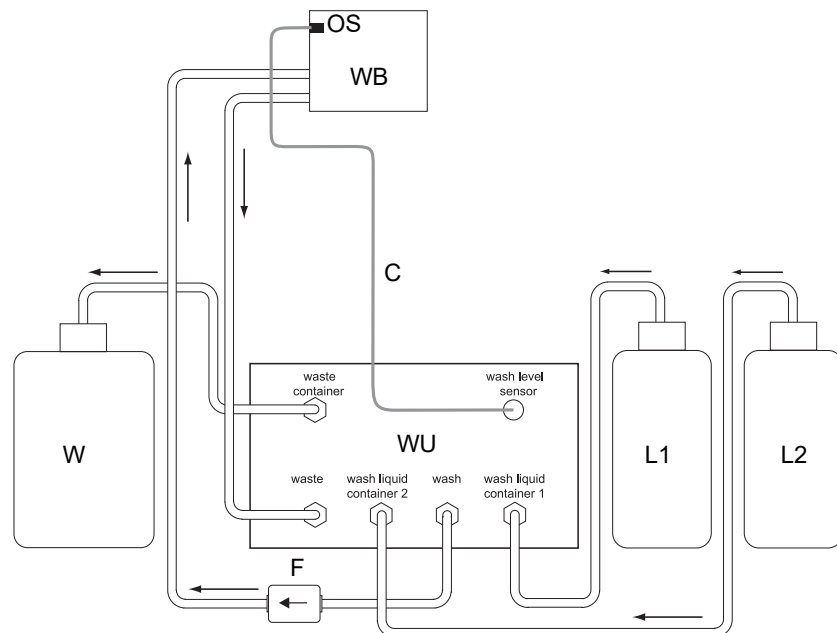 OS
WB
C
waste
container
wash level
sensor
W
WU
L1
L2
waste
wash liquid
container 2
wash
wash liquid
container 1
F